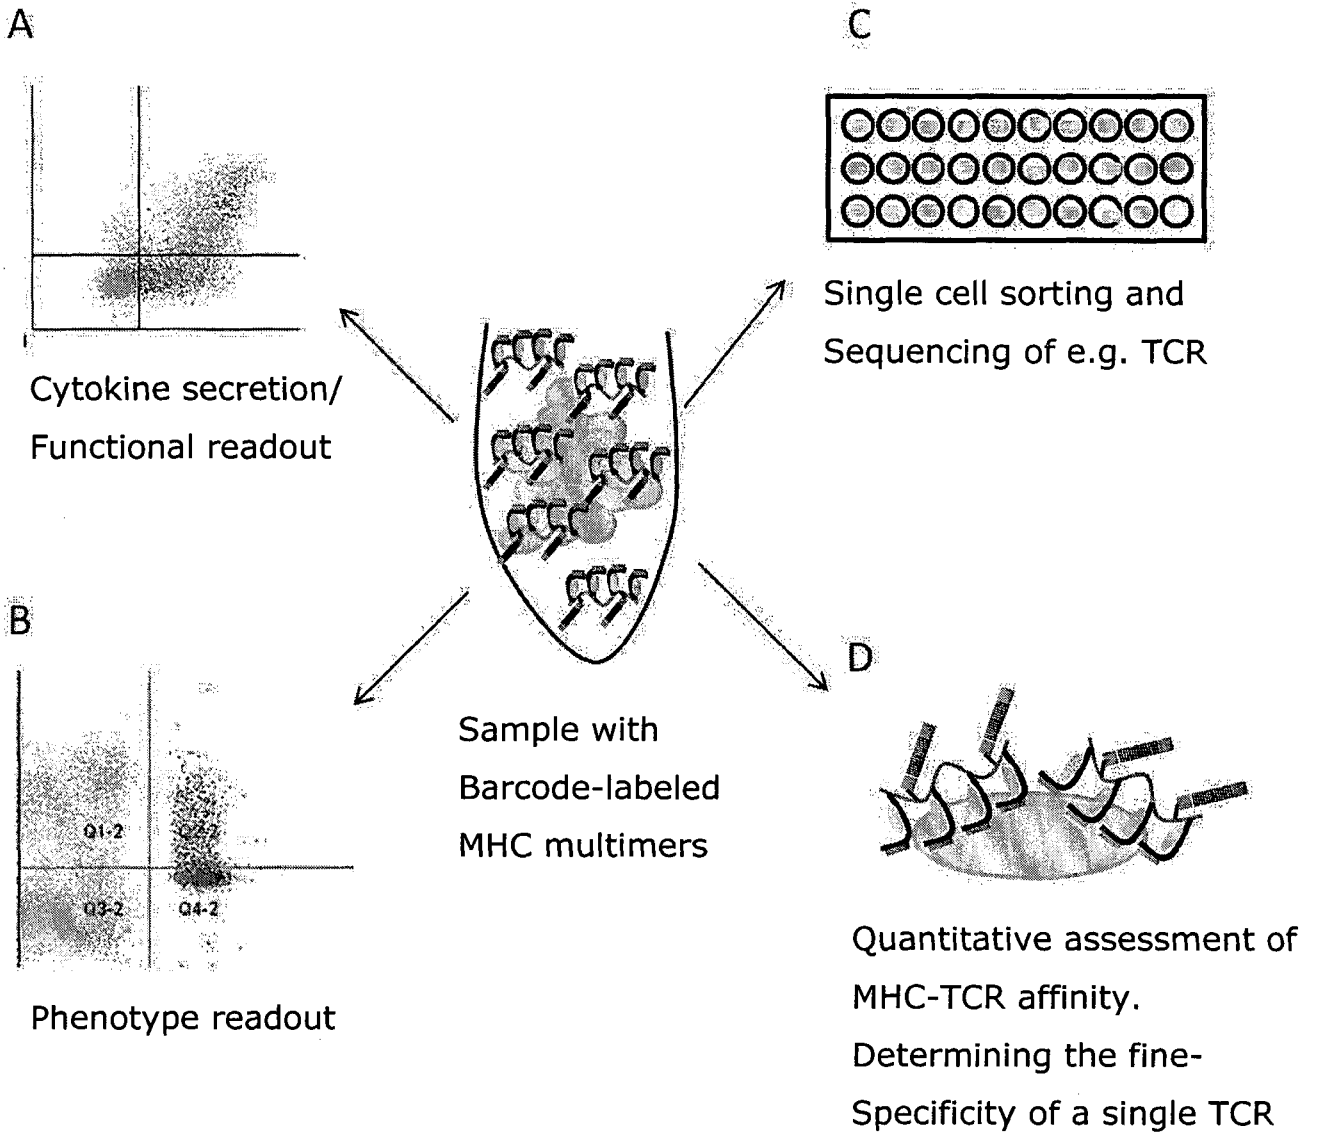 A
Cytokine secretion/
Functional readout
B
Q1-2
Q2-2
Q3-2
Q4-2
Phenotype readout
Sample with
Barcode-labeled
MHC multimers
C
Single cell sorting and
Sequencing of e.g. TCR
D
Quantitative assessment of
MHC-TCR affinity.
Determining the fine-
Specificity of a single TCR